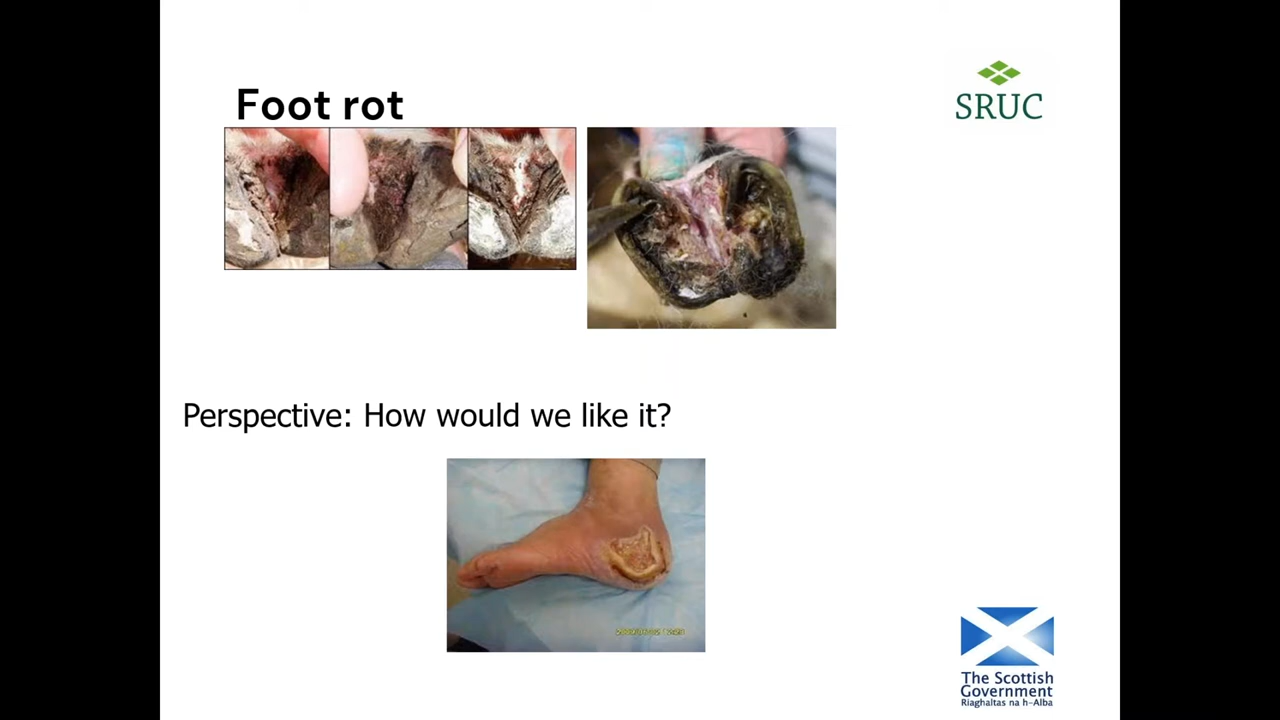 Foot rot
SRUC
Perspective: How would we like it?
The Scottish
Government
Riaghaltas na h-Alba